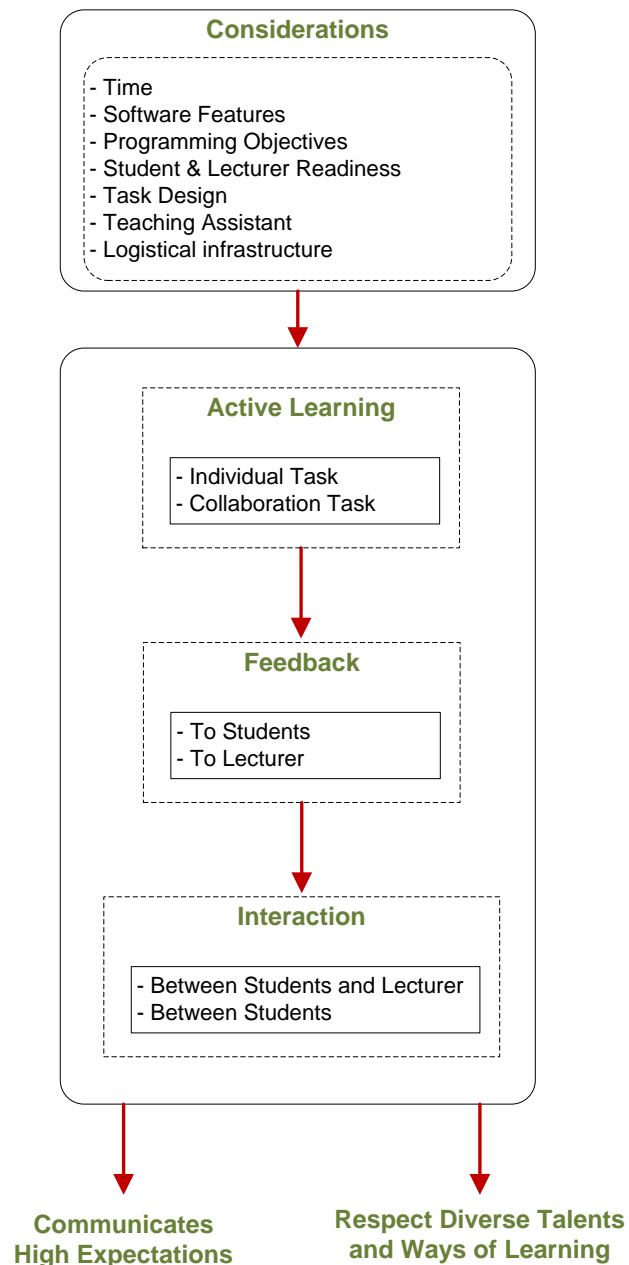 Considerations
- Time
- Software Features
- Programming Objectives
- Student & Lecturer Readiness
- Task Design
- Teaching Assistant
- Logistical infrastructure
Active Learning
- Individual Task
- Collaboration Task
Feedback
- To Students
- To Lecturer
Interaction
- Between Students and Lecturer
- Between Students
Communicates
High Expectations
Respect Diverse Talents
and Ways of Learning